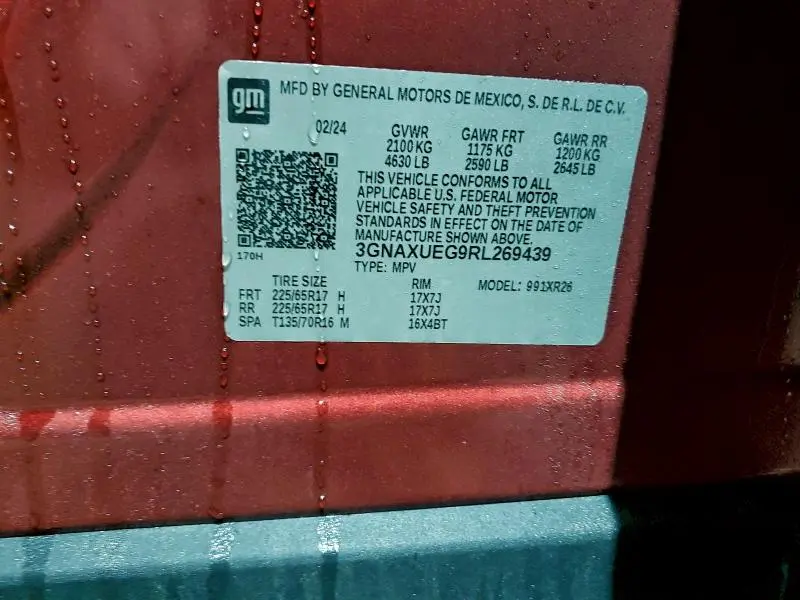 gm
MFD BY GENERAL MOTORS DE MEXICO, S. DE R.L. DE C.V.
02/24 GVWR GAWR FRT GAWR RR
2100 KG 1175 KG 1200 KG
4630 LB 2590 LB 2645 LB
THIS VEHICLE CONFORMS TO ALL
APPLICABLE U.S. FEDERAL MOTOR
VEHICLE SAFETY AND THEFT PREVENTION
STANDARDS IN EFFECT ON THE DATE OF
MANUFACTURE SHOWN ABOVE.
170H 3GNAXUEG9RL269439
TYPE: MPV
TIRE SIZE RIM MODEL: 991XR26
FRT 225/65R17 H 17X7J
RR 225/65R17 H 17X7J
SPA T135/70R16 M 16X4BT